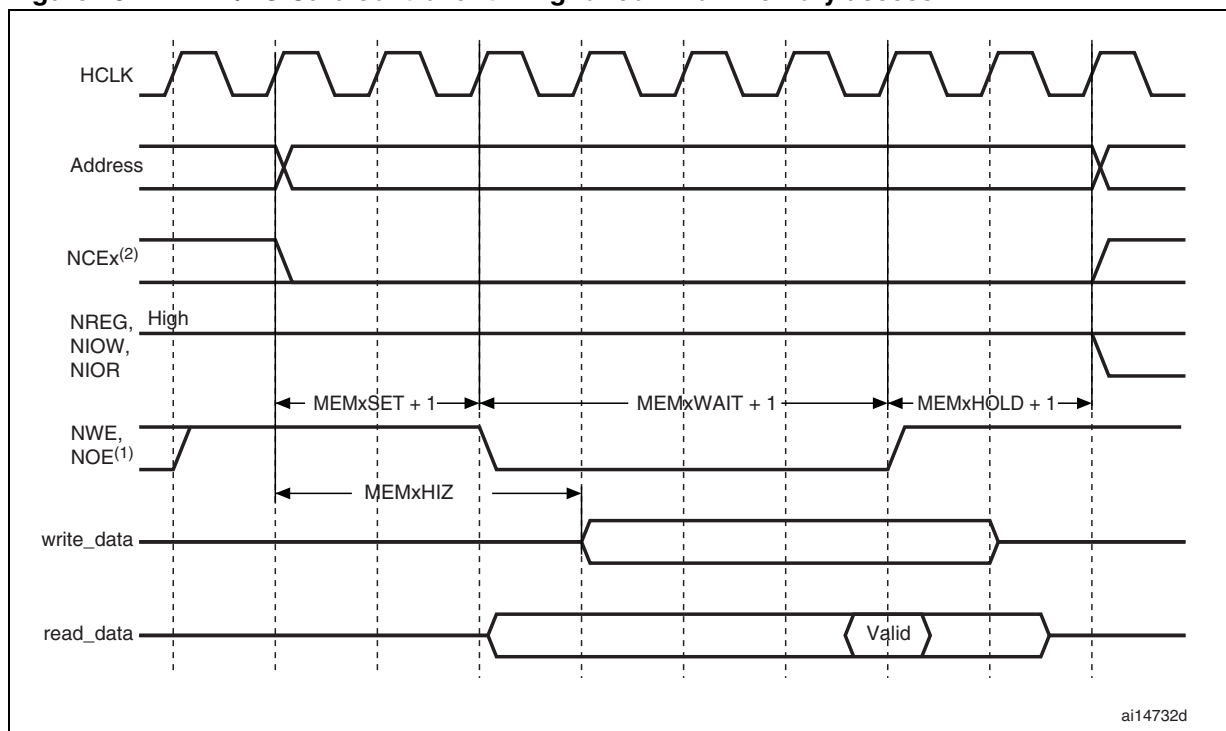 HCLK
Address
NCEx(2)
High
NREG,
NIOW,
NIOR
MEMxSET + 1
MEMxWAIT + 1
MEMxHOLD + 1
NWE,
NOE(1)
MEMxHIZ
write_data
read_data
Valid
ai14732d